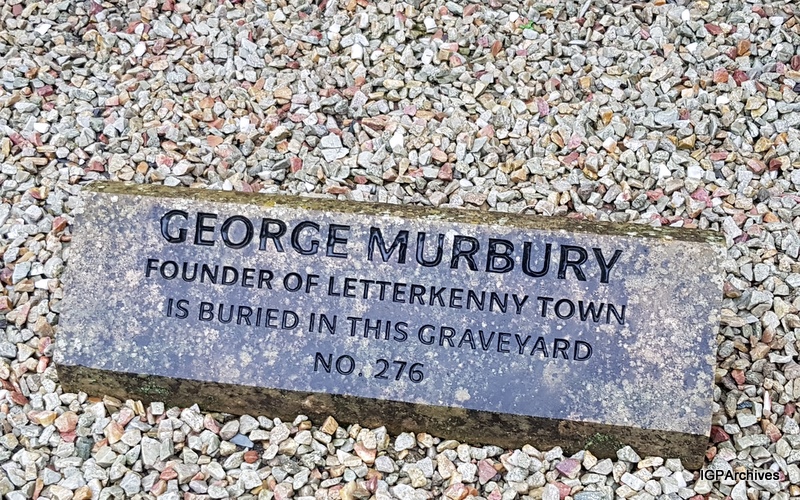 GEORGE MURBURY
FOUNDER OF LETTERKENNY TOWN
IS BURIED IN THIS GRAVEYARD
NO. 276
IGPArchives